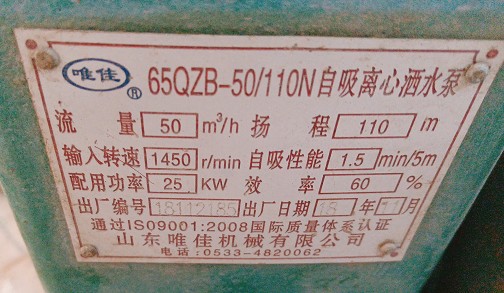 唯佳 ® 65QZB-50/110N自吸离心洒水泵
流 量 50 m³/h 扬 程 110 m
输入转速 1450 r/min 自吸性能 1.5 min/5m
配用功率 25 KW 效 率 60 %
出厂编号 18112185 出厂日期 18 年 11 月
通过ISO9001:2008国际质量体系认证
山东唯佳机械有限公司
电话:0533-4820062